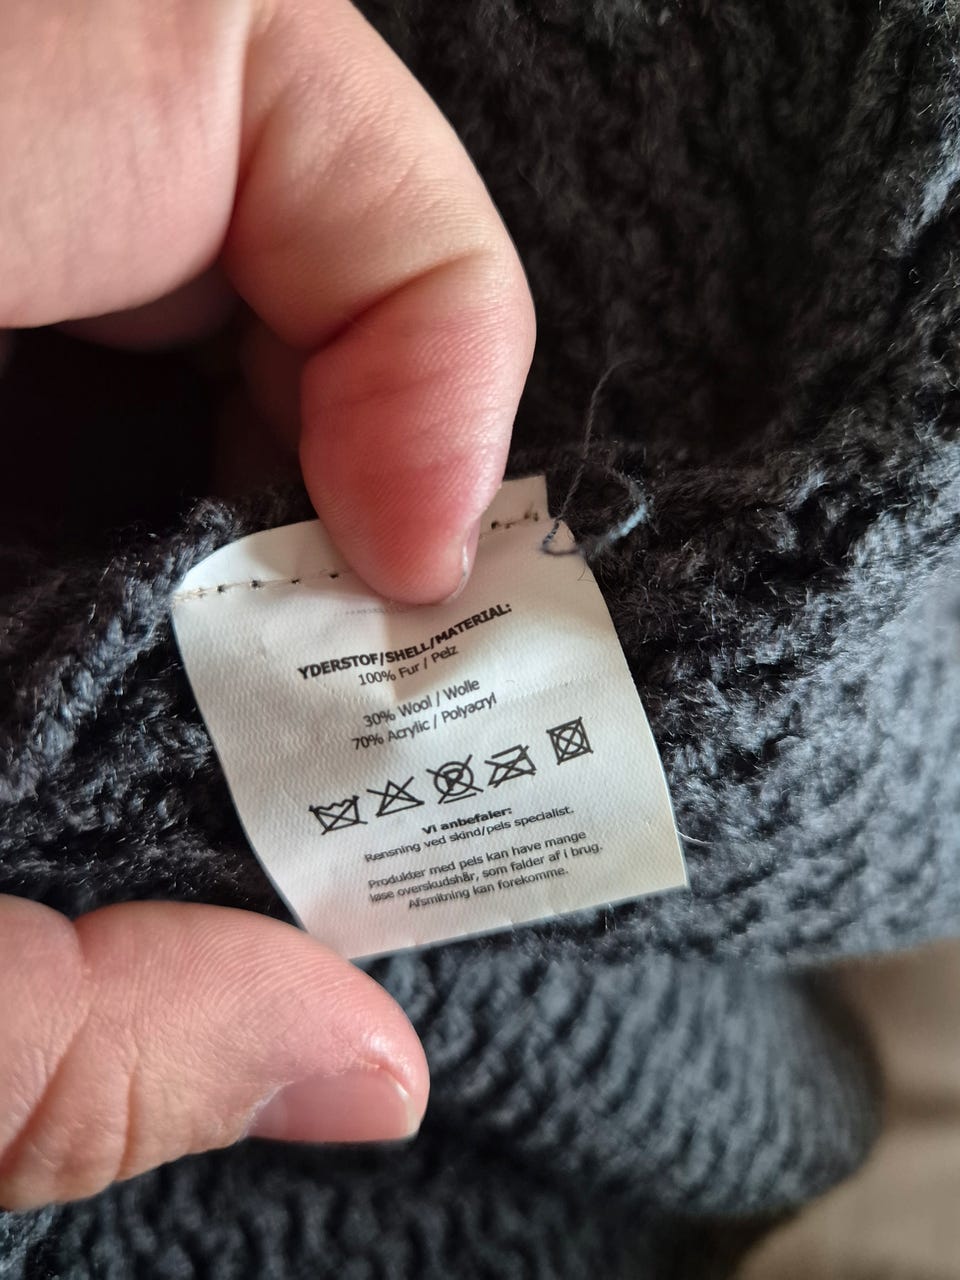 YDERSTOF/SHELL/MATERIAL:
100% Fur / Pelz
30% Wool / Wolle
70% Acrylic / Polyacryl
P
Vi anbefaler:
Rensning ved skind/pels specialist.
Produkter med pels kan have mange
løse overskudshår, som falder af i brug.
Afsmitning kan forekomme.